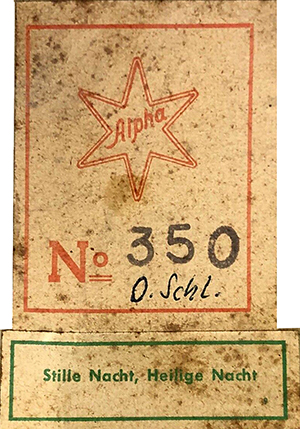 Alpha
No 350
O. Schl.
Stille Nacht, Heilige Nacht